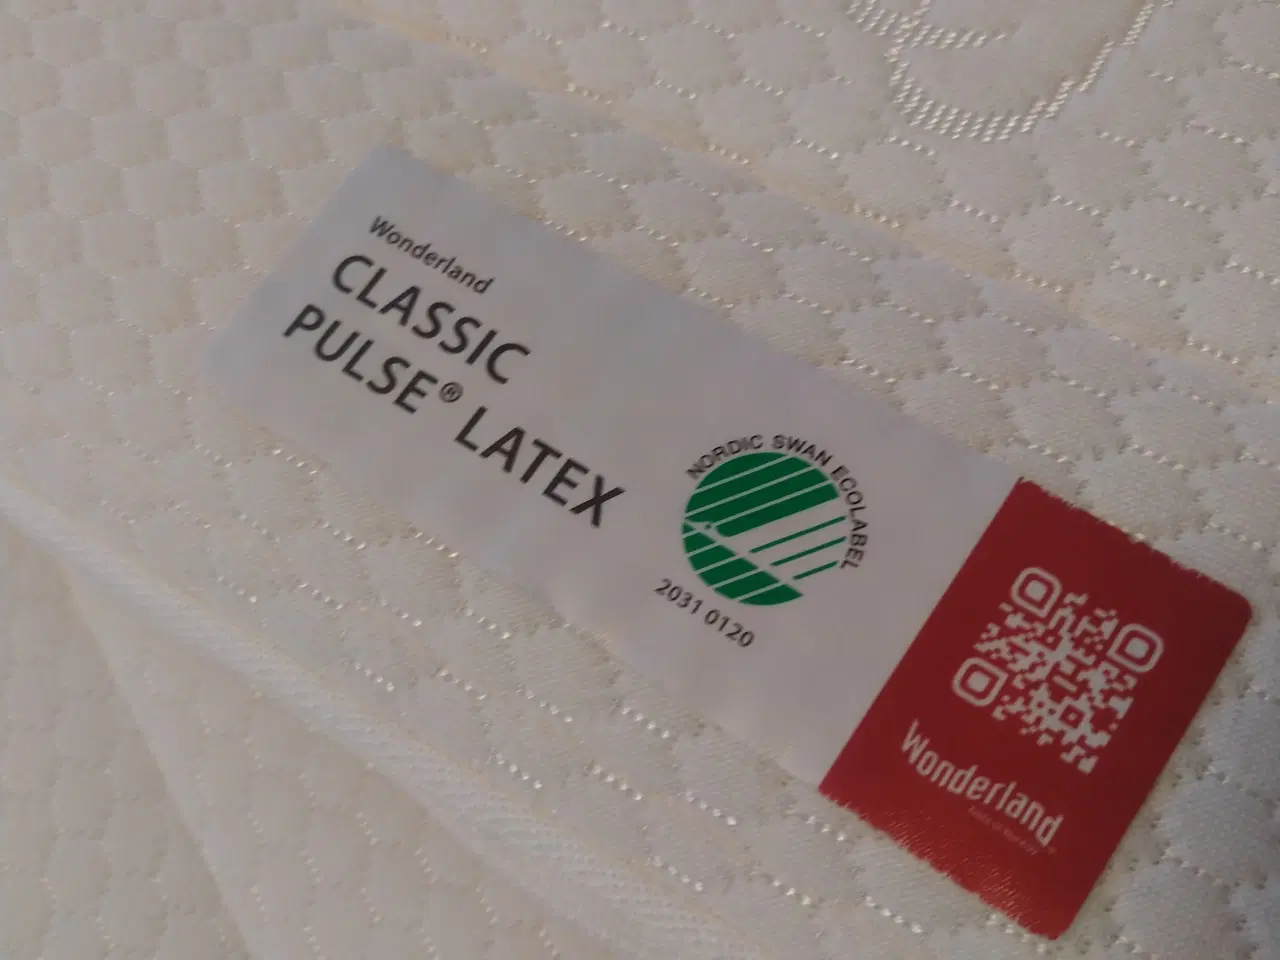 Wonderland
CLASSIC
PULSE® LATEX
NORDIC SWAN ECOLABEL
2031 0120
Wonderland